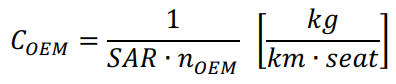 C_OEM = 1 / (SAR · n_OEM) [kg / (km · seat)]